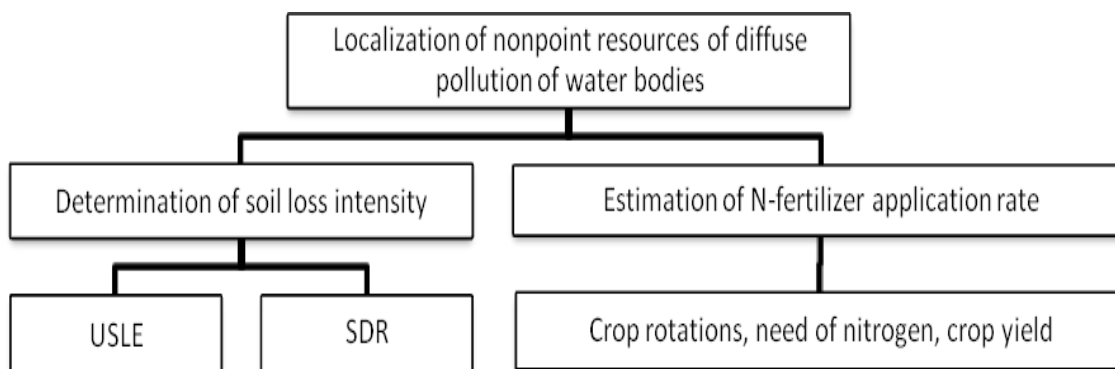 Localization of nonpoint resources of diffuse
pollution of water bodies
Determination of soil loss intensity
Estimation of N-fertilizer application rate
USLE
SDR
Crop rotations, need of nitrogen, crop yield